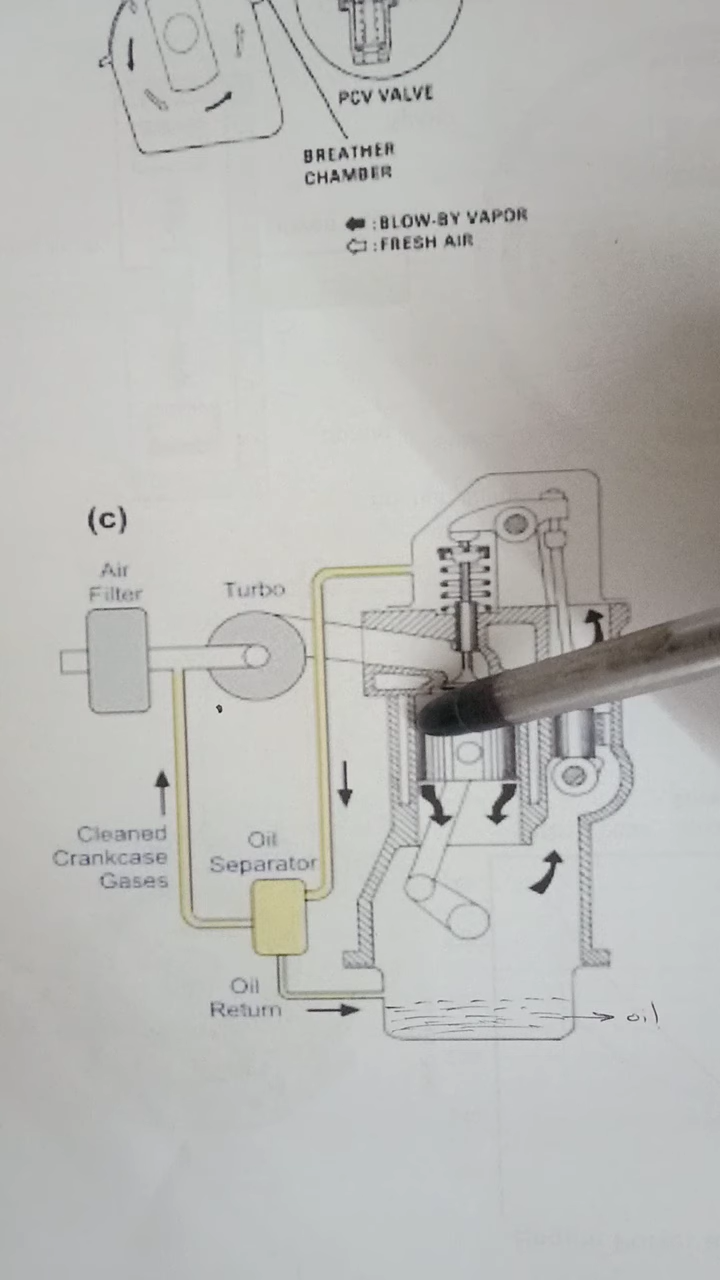 PCV VALVE
BREATHER
CHAMBER
:BLOW-BY VAPOR
:FRESH AIR
(c)
Air
Filter
Turbo
Cleaned
Crankcase
Gases
Oil
Separator
Oil
Return
oil